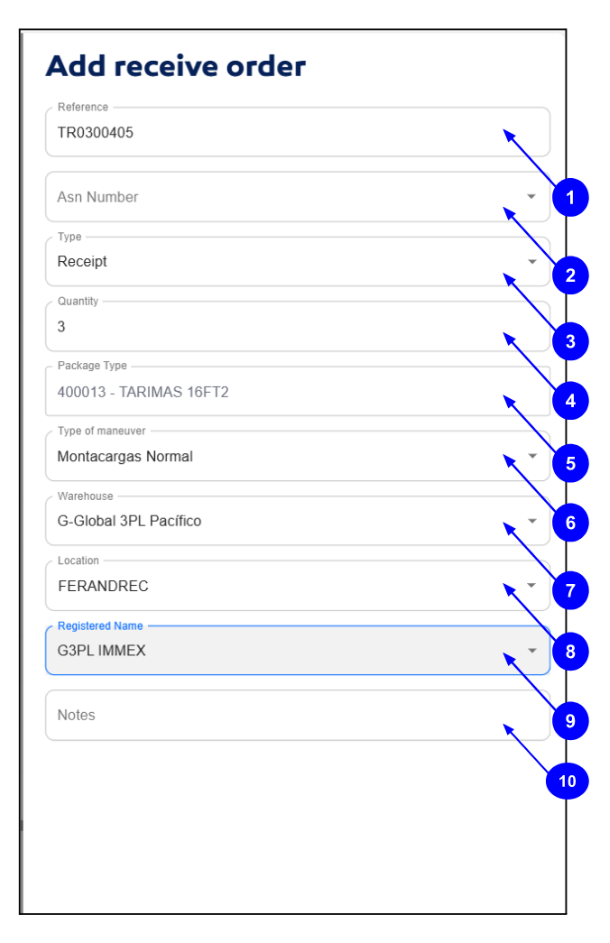 Add receive order
Reference
TR0300405
1
Asn Number
2
Type
Receipt
3
Quantity
3
4
Package Type
400013 - TARIMAS 16FT2
5
Type of maneuver
Montacargas Normal
6
Warehouse
G-Global 3PL Pacífico
7
Location
FERANDREC
8
Registered Name
G3PL IMMEX
9
Notes
10